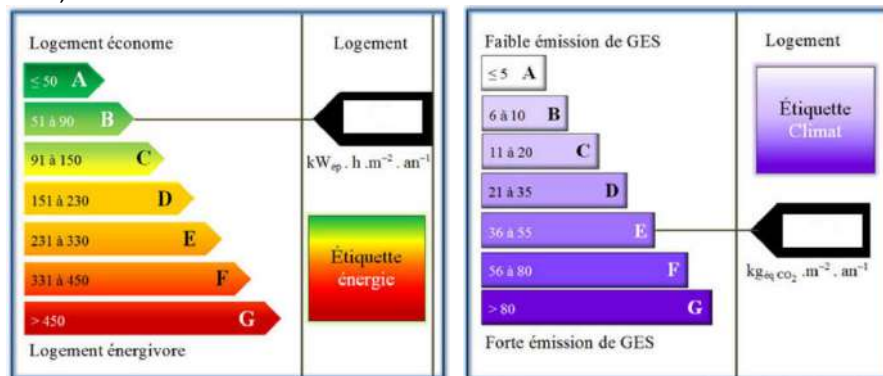 Logement économe
Logement
≤ 50 A
51 à 90 B
91 à 150 C
151 à 230 D
231 à 330 E
331 à 450 F
> 450 G
Logement énergivore
kWₑₚ . h .m⁻² . an⁻¹
Étiquette
énergie
Faible émission de GES
Logement
≤ 5 A
6 à 10 B
11 à 20 C
21 à 35 D
36 à 55 E
56 à 80 F
> 80 G
Forte émission de GES
Étiquette
Climat
kgéq CO₂ .m⁻² . an⁻¹